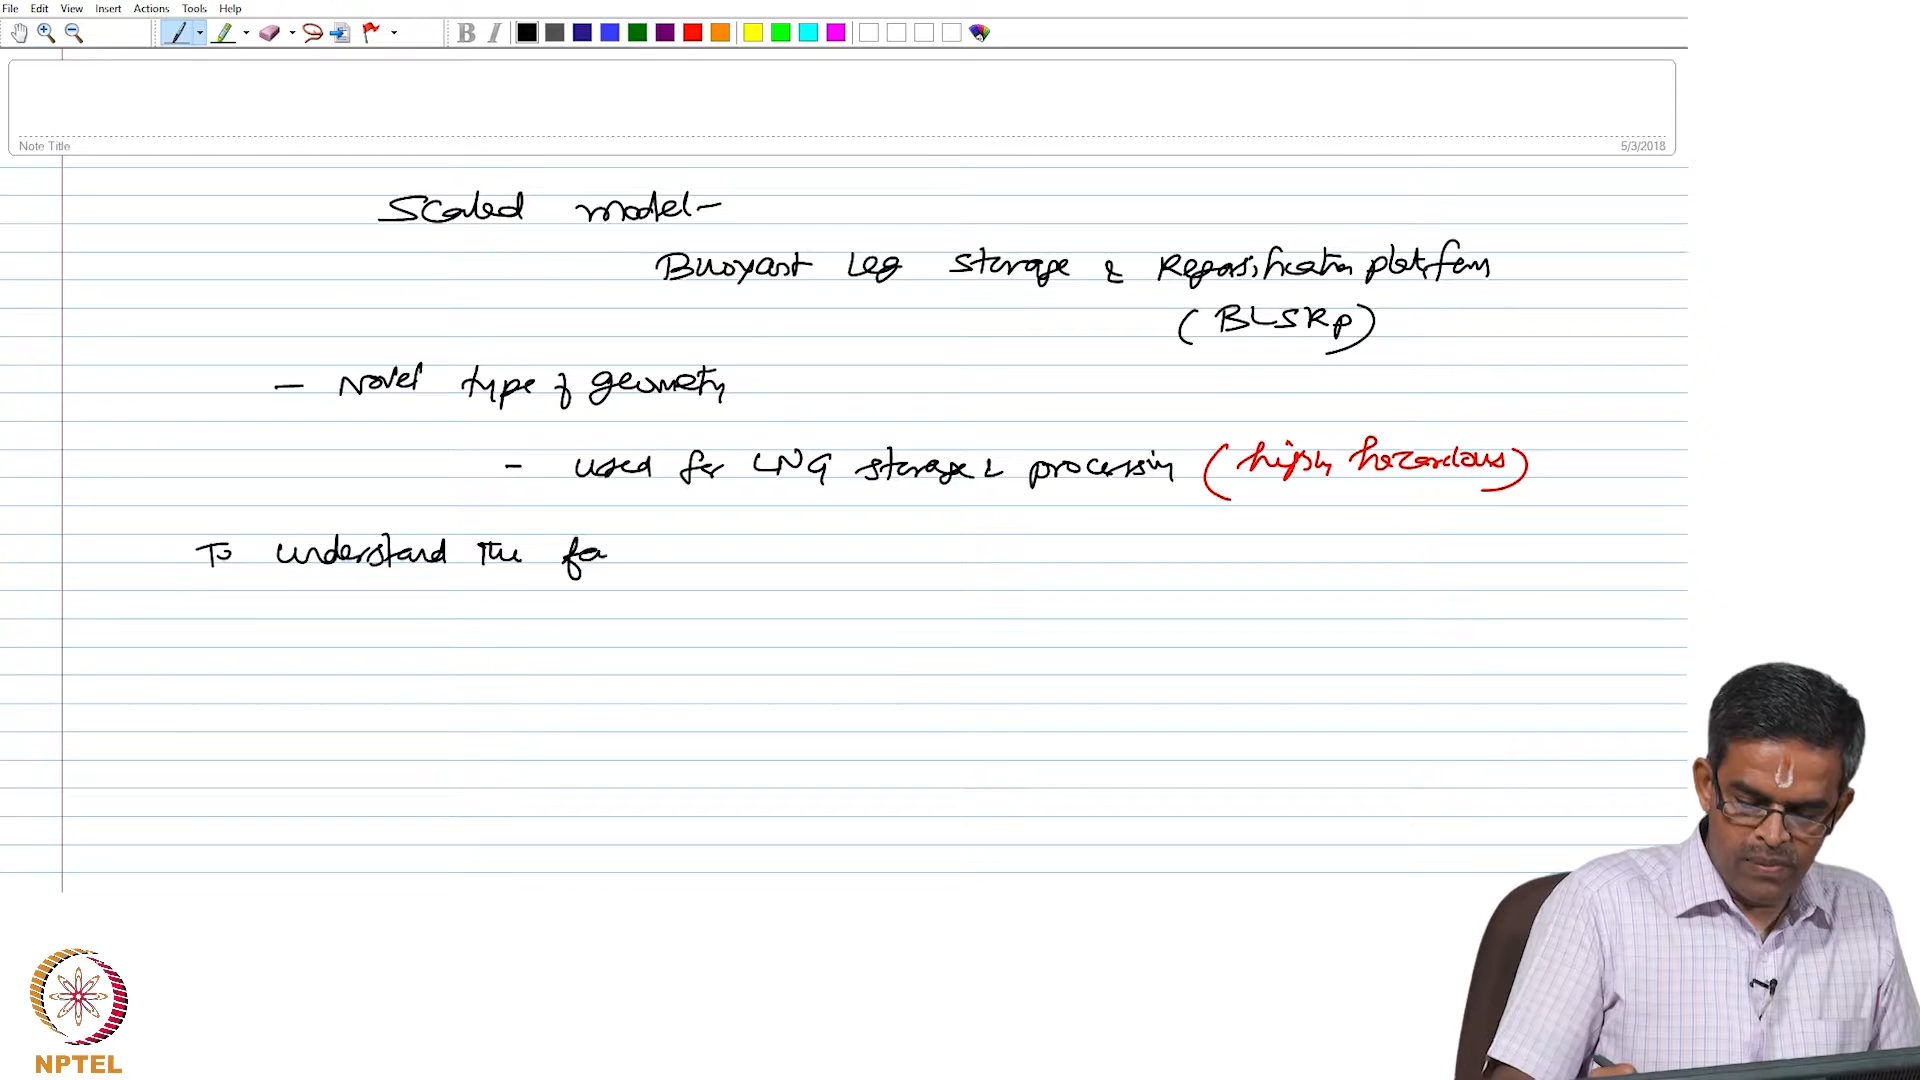 File Edit View Insert Actions Tools Help
B I
Note Title 5/3/2018
Scaled model-
Buoyant Leg storage & Regassification platform
(BLSRP)
- Novel type of geometry
- used for LNG storage & processing (highly hazardous)
To understand the fa
NPTEL